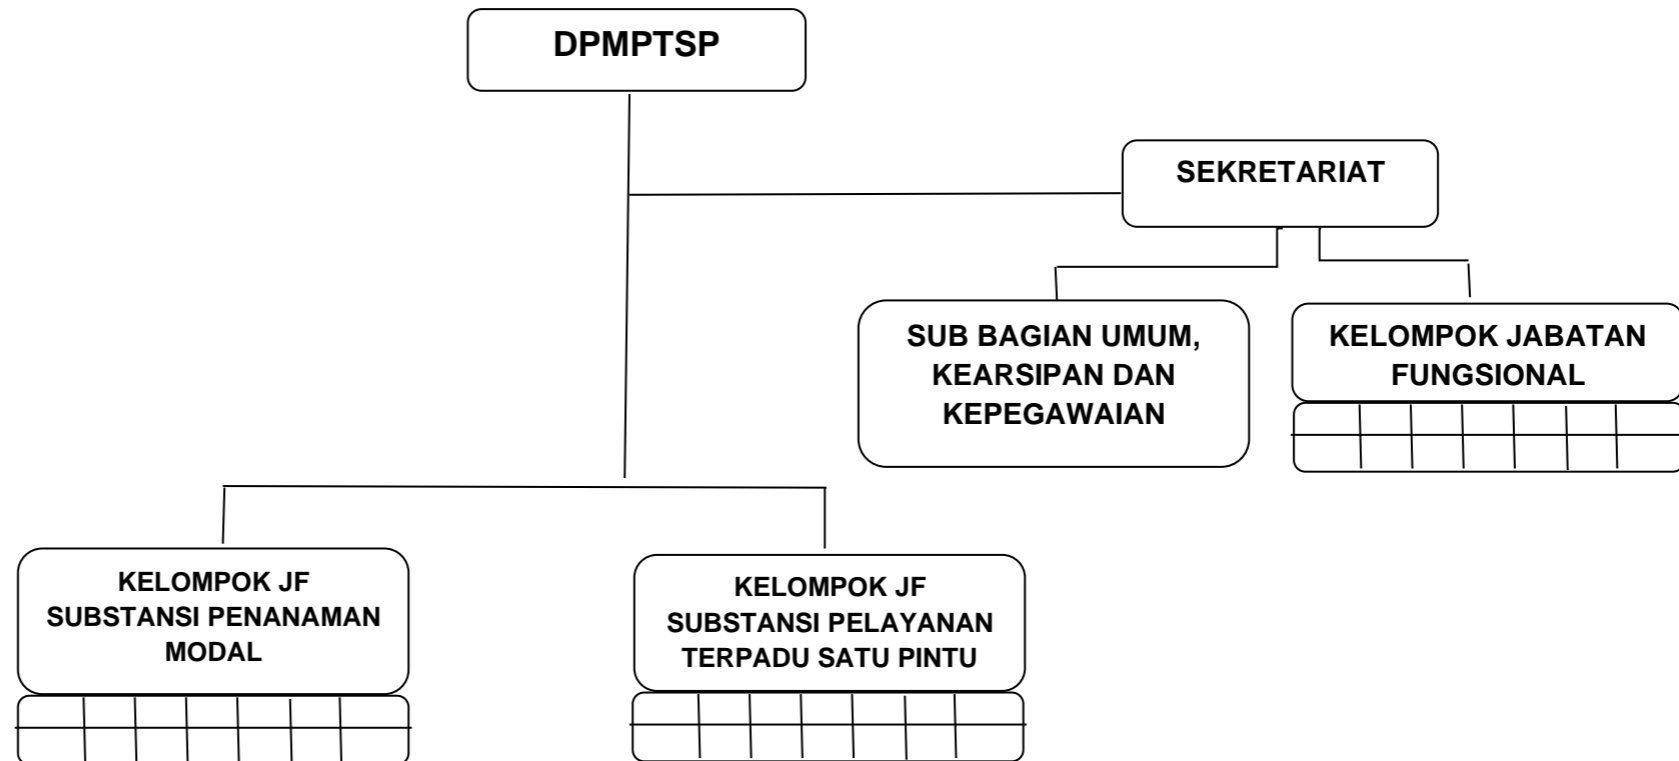 DPMPTSP
SEKRETARIAT
SUB BAGIAN UMUM,
KEARSIPAN DAN
KEPEGAWAIAN
KELOMPOK JABATAN
FUNGSIONAL
KELOMPOK JF
SUBSTANSI PENANAMAN
MODAL
KELOMPOK JF
SUBSTANSI PELAYANAN
TERPADU SATU PINTU